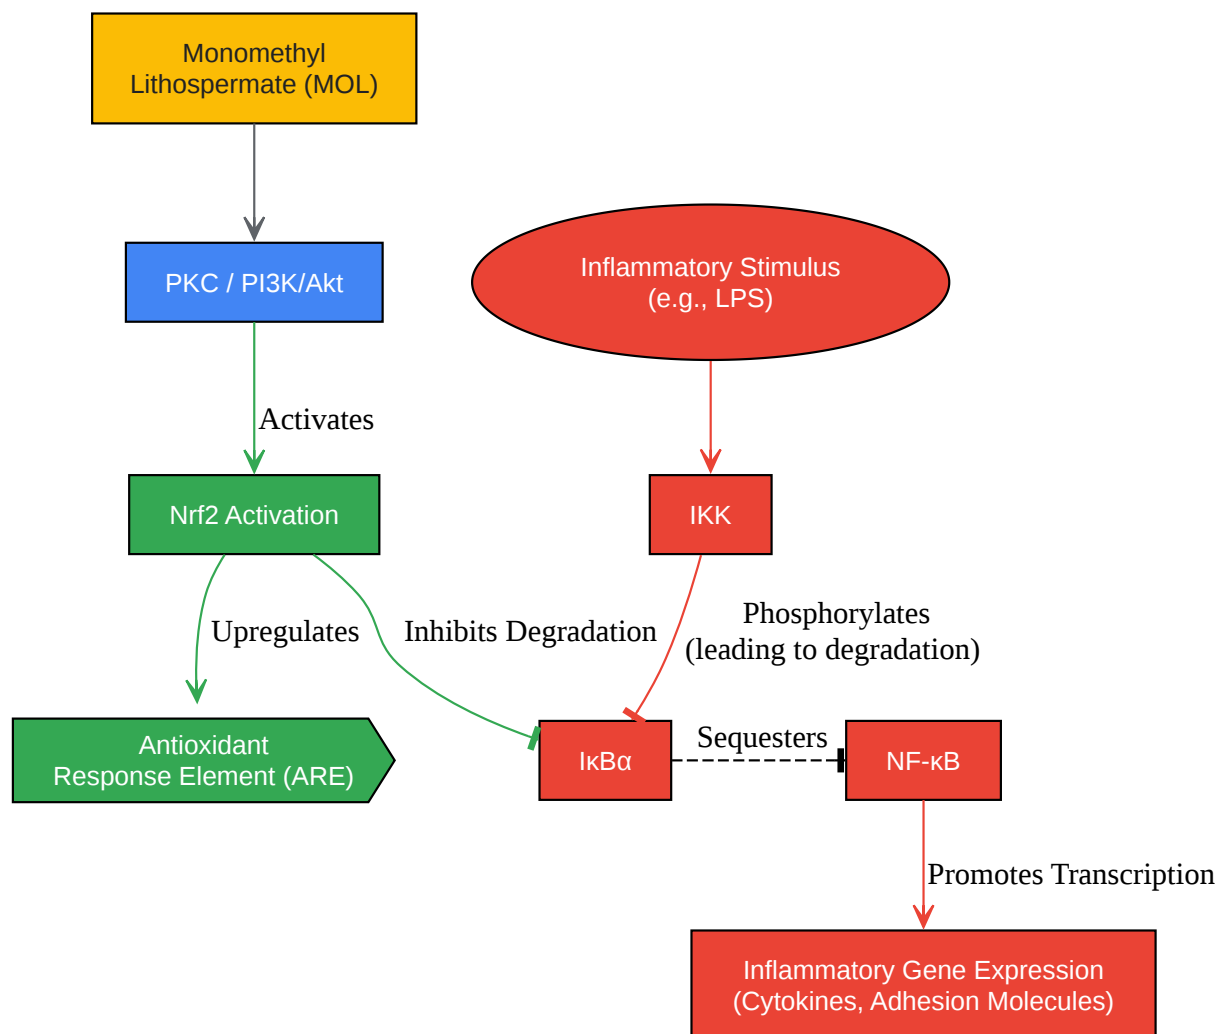 Monomethyl
Lithospermate (MOL)
PKC / PI3K/Akt
Inflammatory Stimulus
(e.g., LPS)
Activates
Nrf2 Activation
IKK
Upregulates
Inhibits Degradation
Phosphorylates
(leading to degradation)
Antioxidant
Response Element (ARE)
IκBα
Sequesters
NF-κB
Promotes Transcription
Inflammatory Gene Expression
(Cytokines, Adhesion Molecules)